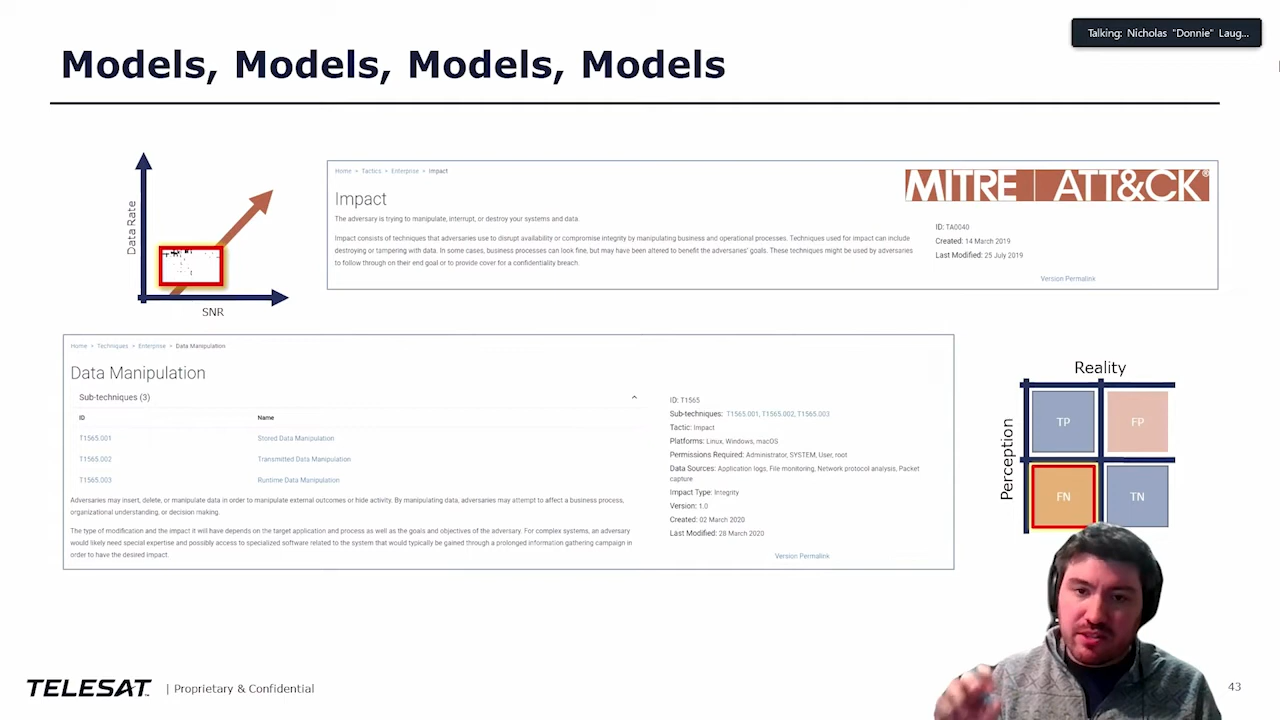 Talking: Nicholas "Donnie" Laug...
Models, Models, Models, Models
Data Rate
SNR
Home > Tactics > Enterprise > Impact
MITRE | ATT&CK®
Impact
The adversary is trying to manipulate, interrupt, or destroy your systems and data.
Impact consists of techniques that adversaries use to disrupt availability or compromise integrity by manipulating business and operational processes. Techniques used for impact can include
destroying or tampering with data. In some cases, business processes can look fine, but may have been altered to benefit the adversaries' goals. These techniques might be used by adversaries
to follow through on their end goal or to provide cover for a confidentiality breach.
ID: TA0040
Created: 14 March 2019
Last Modified: 25 July 2019
Version Permalink
Home > Techniques > Enterprise > Data Manipulation
Data Manipulation
Sub-techniques (3)
ID Name
T1565.001 Stored Data Manipulation
T1565.002 Transmitted Data Manipulation
T1565.003 Runtime Data Manipulation
Adversaries may insert, delete, or manipulate data in order to manipulate external outcomes or hide activity. By manipulating data, adversaries may attempt to affect a business process,
organizational understanding, or decision making.
The type of modification and the impact it will have depends on the target application and process as well as the goals and objectives of the adversary. For complex systems, an adversary
would likely need special expertise and possibly access to specialized software related to the system that would typically be gained through a prolonged information gathering campaign in
order to have the desired impact.
ID: T1565
Sub-techniques: T1565.001, T1565.002, T1565.003
Tactic: Impact
Platforms: Linux, Windows, macOS
Permissions Required: Administrator, SYSTEM, User, root
Data Sources: Application logs, File monitoring, Network protocol analysis, Packet
capture
Impact Type: Integrity
Version: 1.0
Created: 02 March 2020
Last Modified: 28 March 2020
Version Permalink
Reality
Perception
TP FP
FN TN
TELESAT™ | Proprietary & Confidential
43